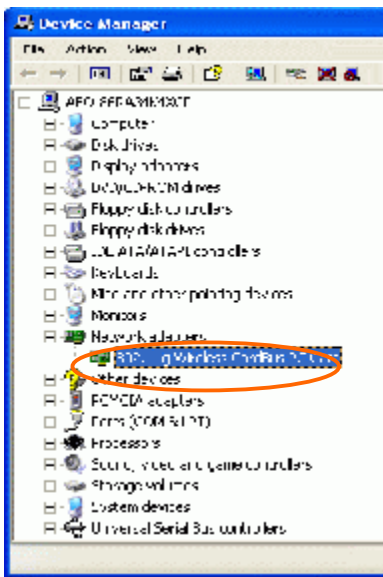 Device Manager
File Action View Help
Computer
Disk drives
Display adapters
DVD/CD-ROM drives
Floppy disk controllers
Floppy disk drives
IDE ATA/ATAPI controllers
Keyboards
Mice and other pointing devices
Monitors
Network adapters
Wireless CardBus
Other devices
PCMCIA adapters
Ports (COM & LPT)
Processors
Sound, video and game controllers
Storage volumes
System devices
Universal Serial Bus controllers